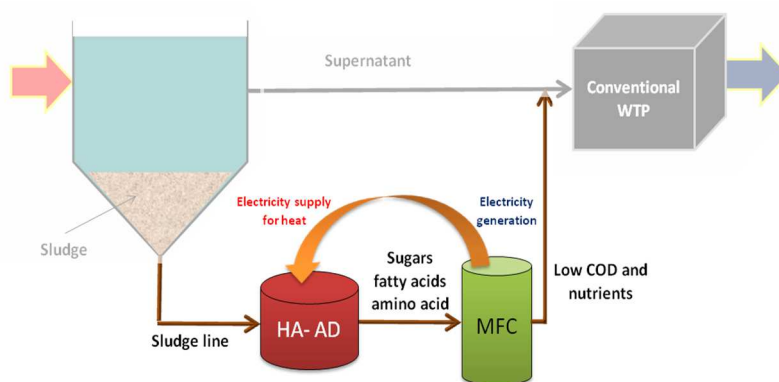 Supernatant
Conventional
WTP
Sludge
Electricity supply
for heat
Electricity
generation
Sugars
fatty acids
amino acid
Low COD and
nutrients
HA- AD
MFC
Sludge line